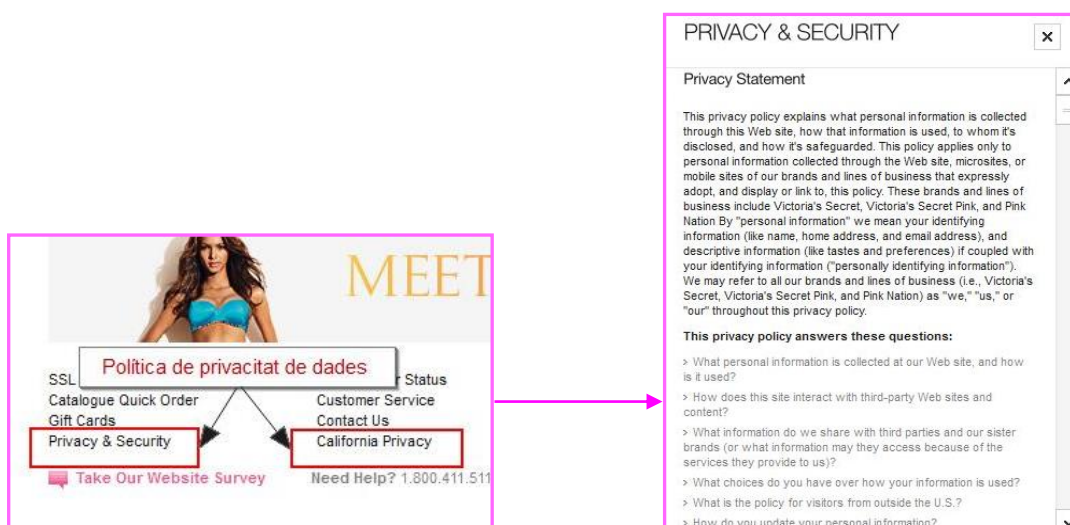 MEET
Política de privacitat de dades
SSL
r Status
Catalogue Quick Order
Customer Service
Gift Cards
Contact Us
Privacy & Security
California Privacy
Take Our Website Survey
Need Help? 1.800.411.511
PRIVACY & SECURITY
Privacy Statement
This privacy policy explains what personal information is collected
through this Web site, how that information is used, to whom it's
disclosed, and how it's safeguarded. This policy applies only to
personal information collected through the Web site, microsites, or
mobile sites of our brands and lines of business that expressly
adopt, and display or link to, this policy. These brands and lines of
business include Victoria's Secret, Victoria's Secret Pink, and Pink
Nation By "personal information" we mean your identifying
information (like name, home address, and email address), and
descriptive information (like tastes and preferences) if coupled with
your identifying information ("personally identifying information").
We may refer to all our brands and lines of business (i.e., Victoria's
Secret, Victoria's Secret Pink, and Pink Nation) as "we," "us," or
"our" throughout this privacy policy.
This privacy policy answers these questions:
> What personal information is collected at our Web site, and how
is it used?
> How does this site interact with third-party Web sites and
content?
> What information do we share with third parties and our sister
brands (or what information may they access because of the
services they provide to us)?
> What choices do you have over how your information is used?
> What is the policy for visitors from outside the U.S.?
> How do you update your personal information?